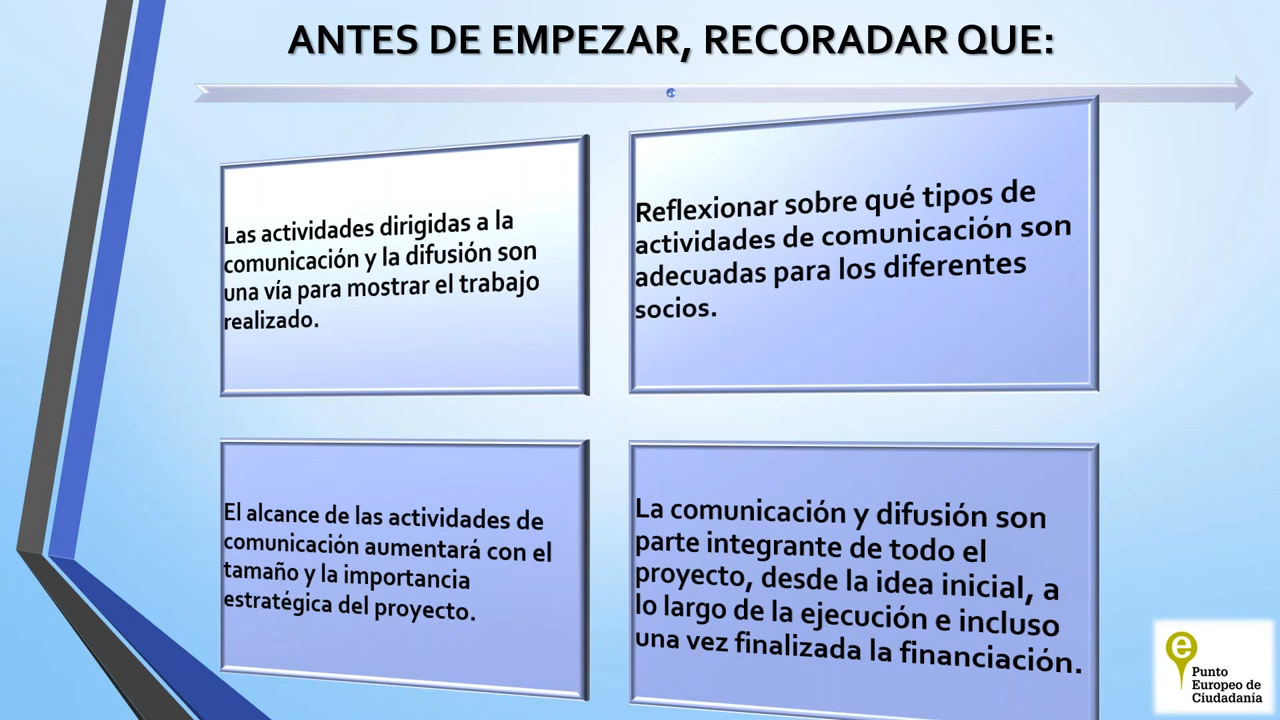 ANTES DE EMPEZAR, RECORADAR QUE:
Las actividades dirigidas a la
comunicación y la difusión son
una vía para mostrar el trabajo
realizado.
Reflexionar sobre qué tipos de
actividades de comunicación son
adecuadas para los diferentes
socios.
El alcance de las actividades de
comunicación aumentará con el
tamaño y la importancia
estratégica del proyecto.
La comunicación y difusión son
parte integrante de todo el
proyecto, desde la idea inicial, a
lo largo de la ejecución e incluso
una vez finalizada la financiación.
e
Punto
Europeo de
Ciudadanía